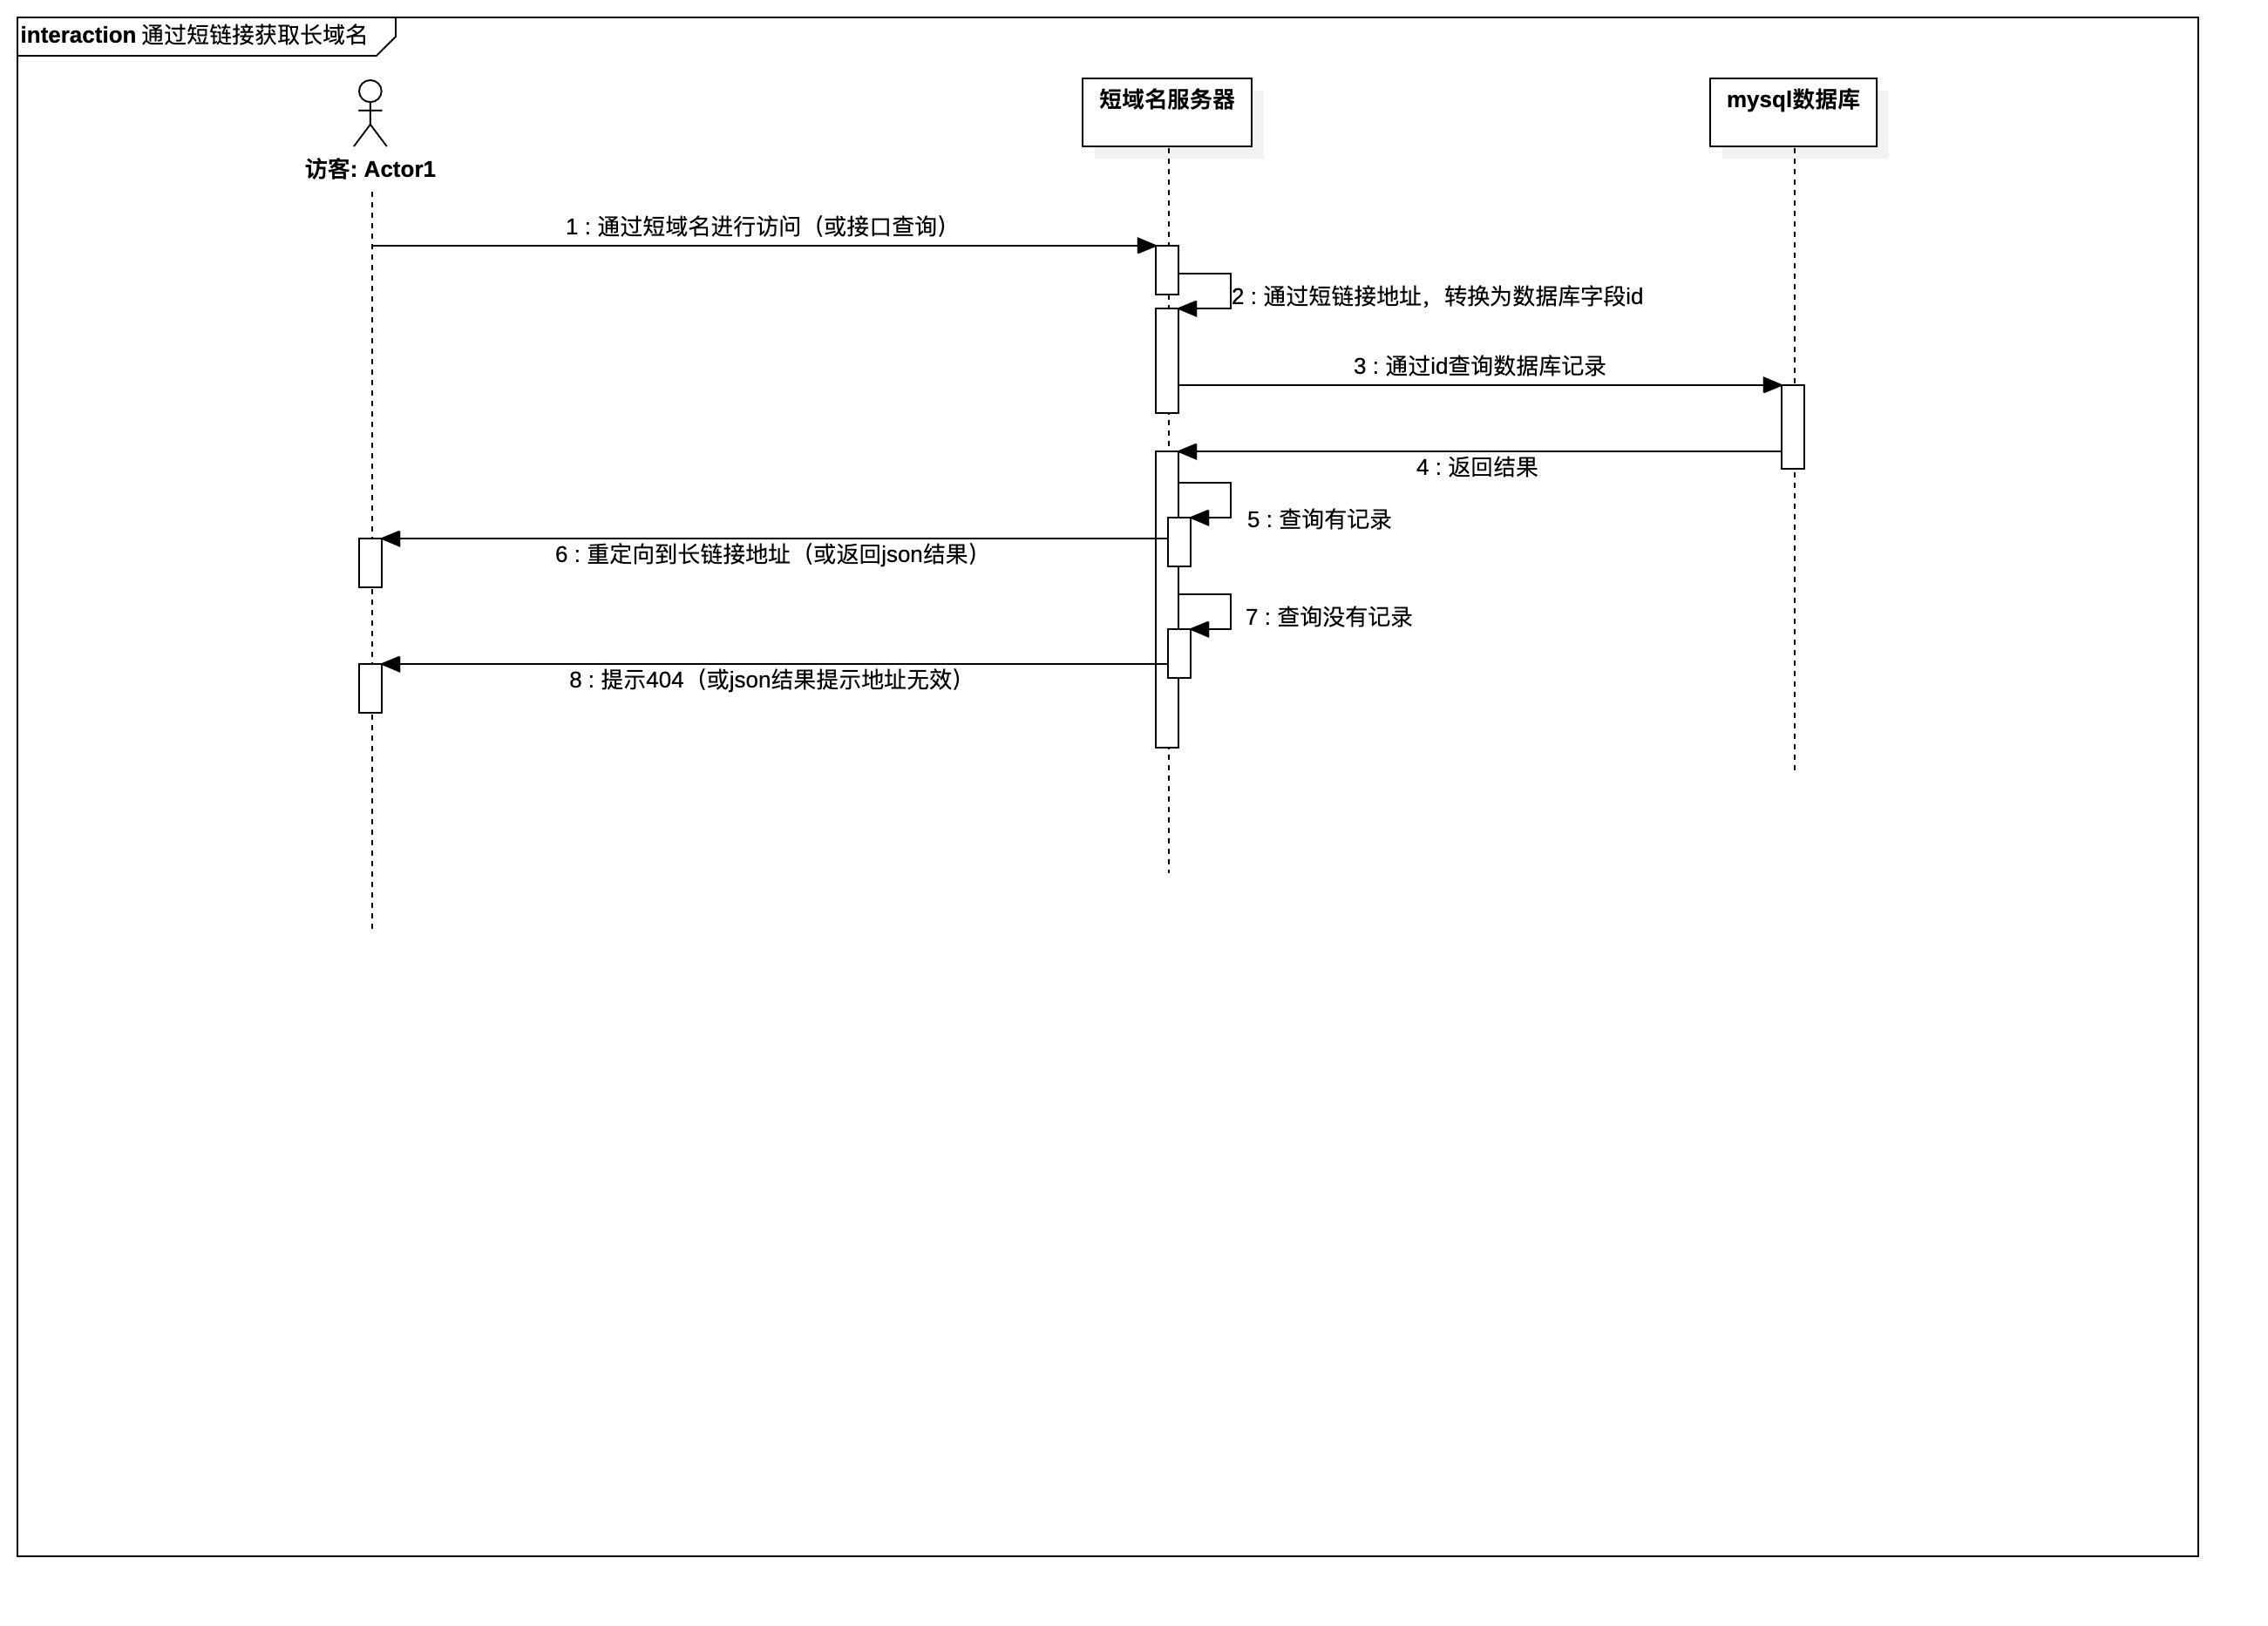 interaction 通过短链接获取长域名
访客: Actor1
短域名服务器
mysql数据库
1 : 通过短域名进行访问（或接口查询）
2 : 通过短链接地址，转换为数据库字段id
3 : 通过id查询数据库记录
4 : 返回结果
5 : 查询有记录
6 : 重定向到长链接地址（或返回json结果）
7 : 查询没有记录
8 : 提示404（或json结果提示地址无效）